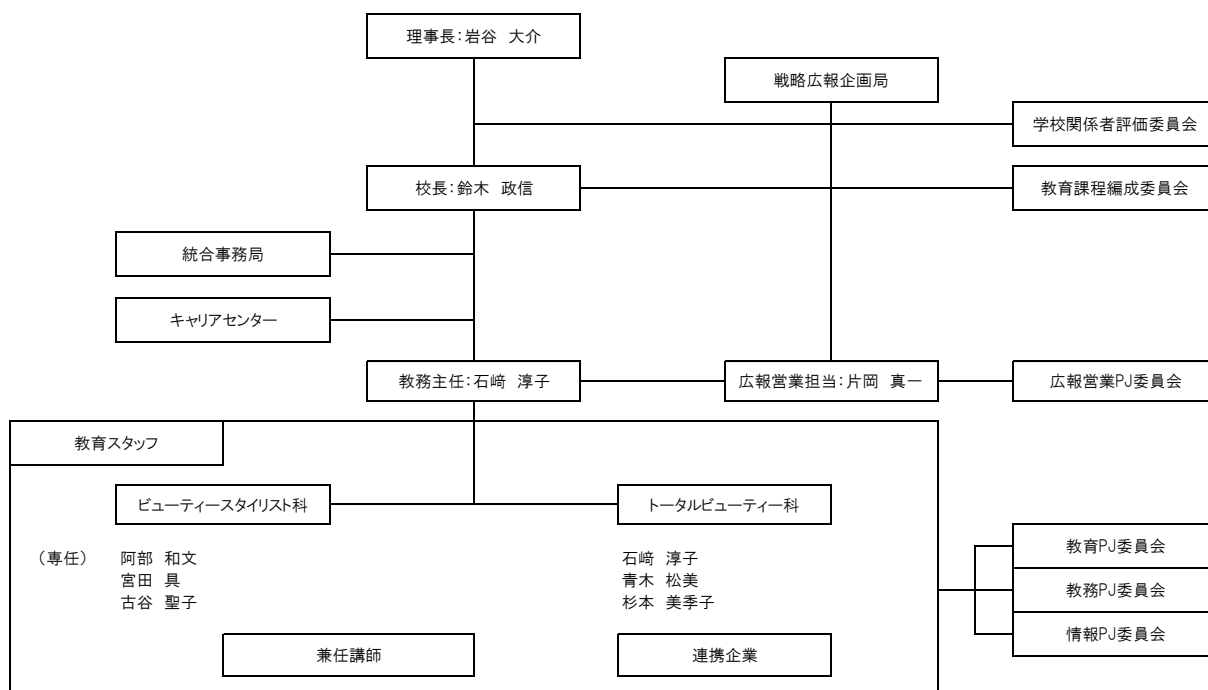 理事長：岩谷　大介
戦略広報企画局
学校関係者評価委員会
校長：鈴木　政信
教育課程編成委員会
統合事務局
キャリアセンター
教務主任：石﨑　淳子
広報営業担当：片岡　真一
広報営業PJ委員会
教育スタッフ
ビューティースタイリスト科
トータルビューティー科
（専任）　阿部　和文　石﨑　淳子
宮田　具　青木　松美
古谷　聖子　杉本　美季子
教育PJ委員会
教務PJ委員会
情報PJ委員会
兼任講師
連携企業